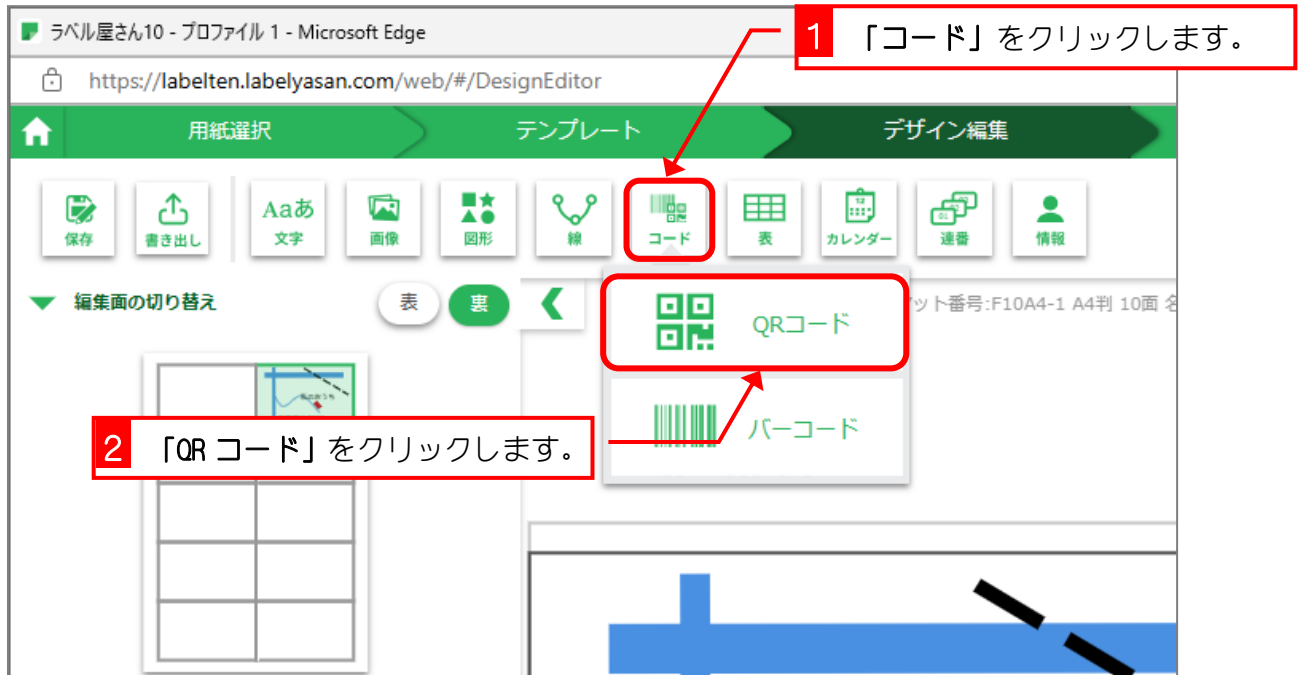 ラベル屋さん10 - プロファイル 1 - Microsoft Edge
1 「コード」をクリックします。
https://labelten.labelyasan.com/web/#/DesignEditor
用紙選択 テンプレート デザイン編集
保存 書き出し Aaあ 文字 画像 図形 線 コード 表 カレンダー 連番 情報
編集面の切り替え 表 裏
ット番号:F10A4-1 A4判 10面
QRコード
2 「QR コード」をクリックします。
バーコード